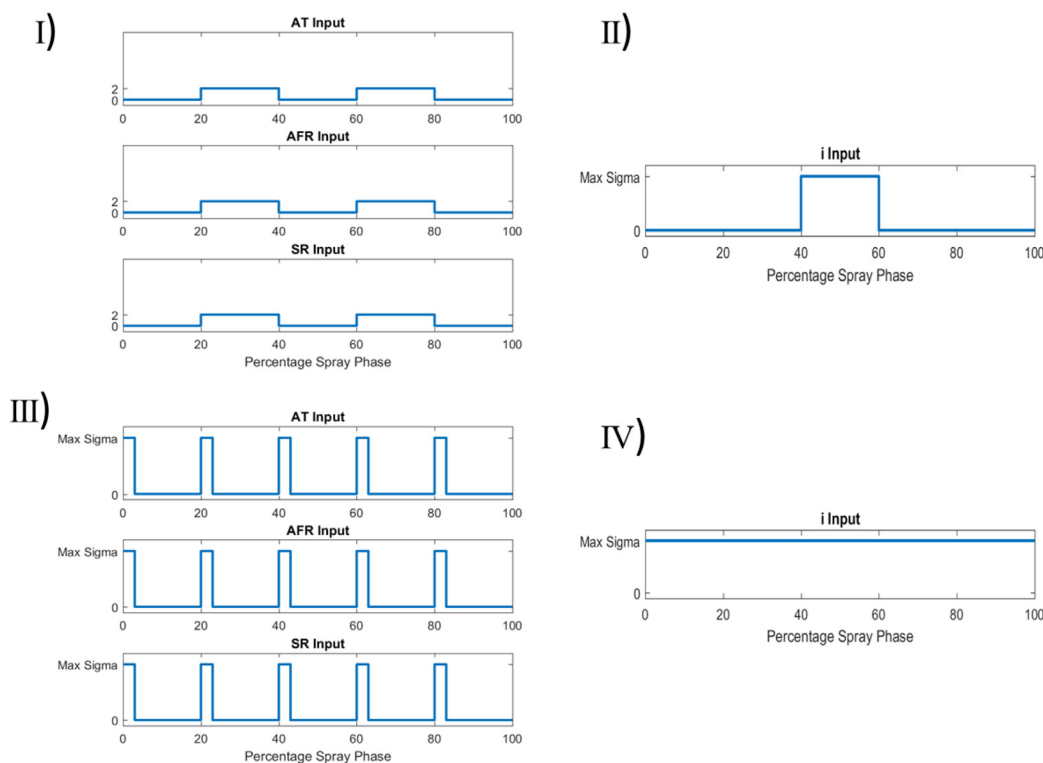 I)
AT Input
2
0
0 20 40 60 80 100
AFR Input
2
0
0 20 40 60 80 100
SR Input
2
0
0 20 40 60 80 100
Percentage Spray Phase
II)
i Input
Max Sigma
0
0 20 40 60 80 100
Percentage Spray Phase
III)
AT Input
Max Sigma
0
0 20 40 60 80 100
AFR Input
Max Sigma
0
0 20 40 60 80 100
SR Input
Max Sigma
0
0 20 40 60 80 100
Percentage Spray Phase
IV)
i Input
Max Sigma
0
0 20 40 60 80 100
Percentage Spray Phase